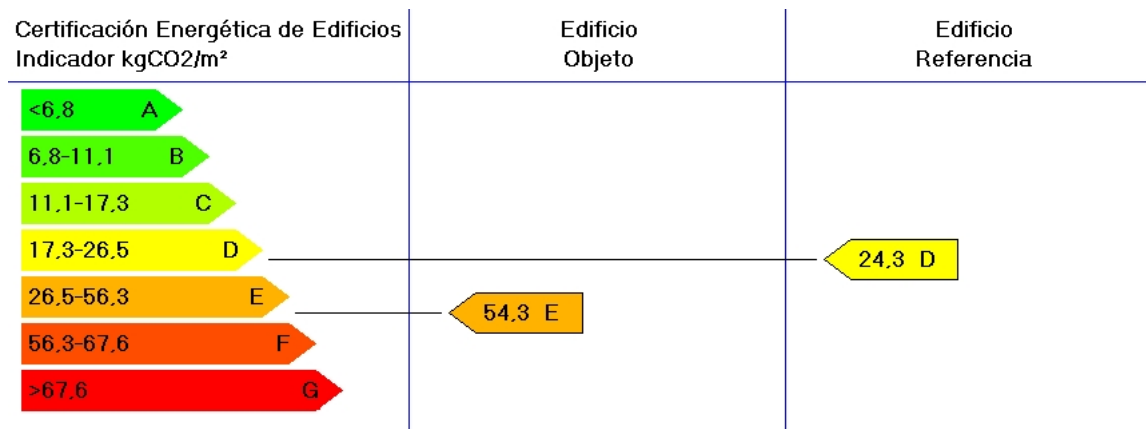 Certificación Energética de Edificios
Indicador kgCO2/m²
Edificio
Objeto
Edificio
Referencia
<6,8 A
6,8-11,1 B
11,1-17,3 C
17,3-26,5 D
24,3 D
26,5-56,3 E
54,3 E
56,3-67,6 F
>67,6 G